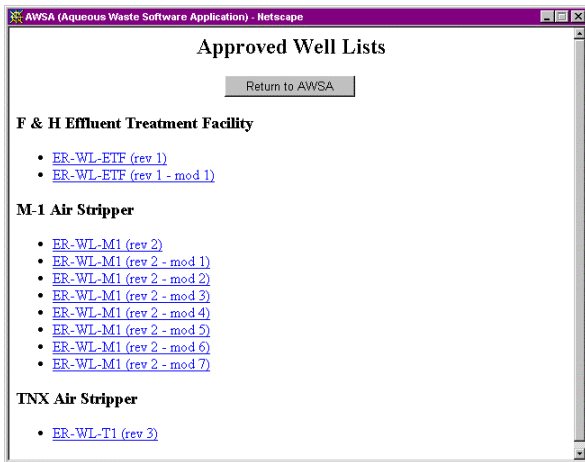 AWSA (Aqueous Waste Software Application) - Netscape
Approved Well Lists
Return to AWSA
F & H Effluent Treatment Facility
ER-WL-ETF (rev 1)
ER-WL-ETF (rev 1 - mod 1)
M-1 Air Stripper
ER-WL-M1 (rev 2)
ER-WL-M1 (rev 2 - mod 1)
ER-WL-M1 (rev 2 - mod 2)
ER-WL-M1 (rev 2 - mod 3)
ER-WL-M1 (rev 2 - mod 4)
ER-WL-M1 (rev 2 - mod 5)
ER-WL-M1 (rev 2 - mod 6)
ER-WL-M1 (rev 2 - mod 7)
TNX Air Stripper
ER-WL-T1 (rev 3)